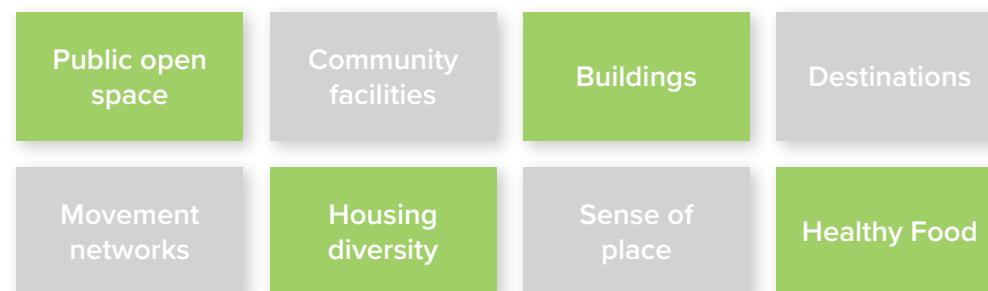 Public open
space
Community
facilities
Buildings
Destinations
Movement
networks
Housing
diversity
Sense of
place
Healthy Food